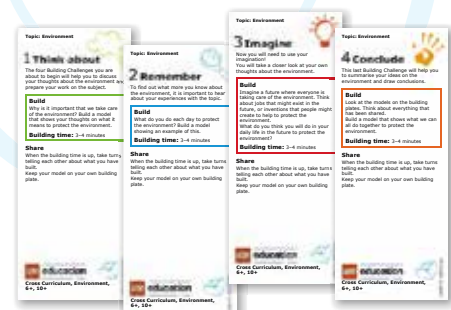 Topic: Environment
1 Think about
The four Building Challenges you are
about to begin will help you to discuss
your thoughts about the environment and
prepare your work on the subject.
Build
Why is it important that we take care
of the environment? Build a model
that shows your thoughts on what it
means to protect the environment.
Building time: 3–4 minutes
Share
When the building time is up, take turns
telling each other about what you have
built.
Keep your model on your own building
plate.
education
Cross Curriculum, Environment,
6+, 10+
Topic: Environment
2 Remember
To find out what more you know about
the environment, it is important to hear
about your experiences with the topic.
Build
What do you do each day to protect
the environment? Build a model
showing an example of this.
Building time: 3–4 minutes
Share
When the building time is up, take turns
telling each other about what you have
built.
Keep your model on your own building
plate.
education
Cross Curriculum, Environment,
6+, 10+
Topic: Environment
3 Imagine
Now you will need to use your
imagination!
You will take a closer look at your own
thoughts about the environment.
Build
Imagine a future where everyone is
taking care of the environment. Think
about jobs that might exist in the
future, or inventions that people might
create to help to protect the
environment.
What do you think you will do in your
daily life in the future to protect the
environment?
Building time: 3–4 minutes
Share
When the building time is up, take turns
telling each other about what you have
built.
Keep your model on your own building
plate.
education
Cross Curriculum, Environment,
6+, 10+
Topic: Environment
4 Conclude
This last Building Challenge will help you
to summarise your ideas on the
environment and draw conclusions.
Build
Look at the models on the building
plates. Think about everything that
has been shared.
Build a model that shows what we can
all do together to protect the
environment.
Building time: 3–4 minutes
Share
When the building time is up, take turns
telling each other about what you have
built.
Keep your model on your own building
plate.
education
Cross Curriculum, Environment,
6+, 10+